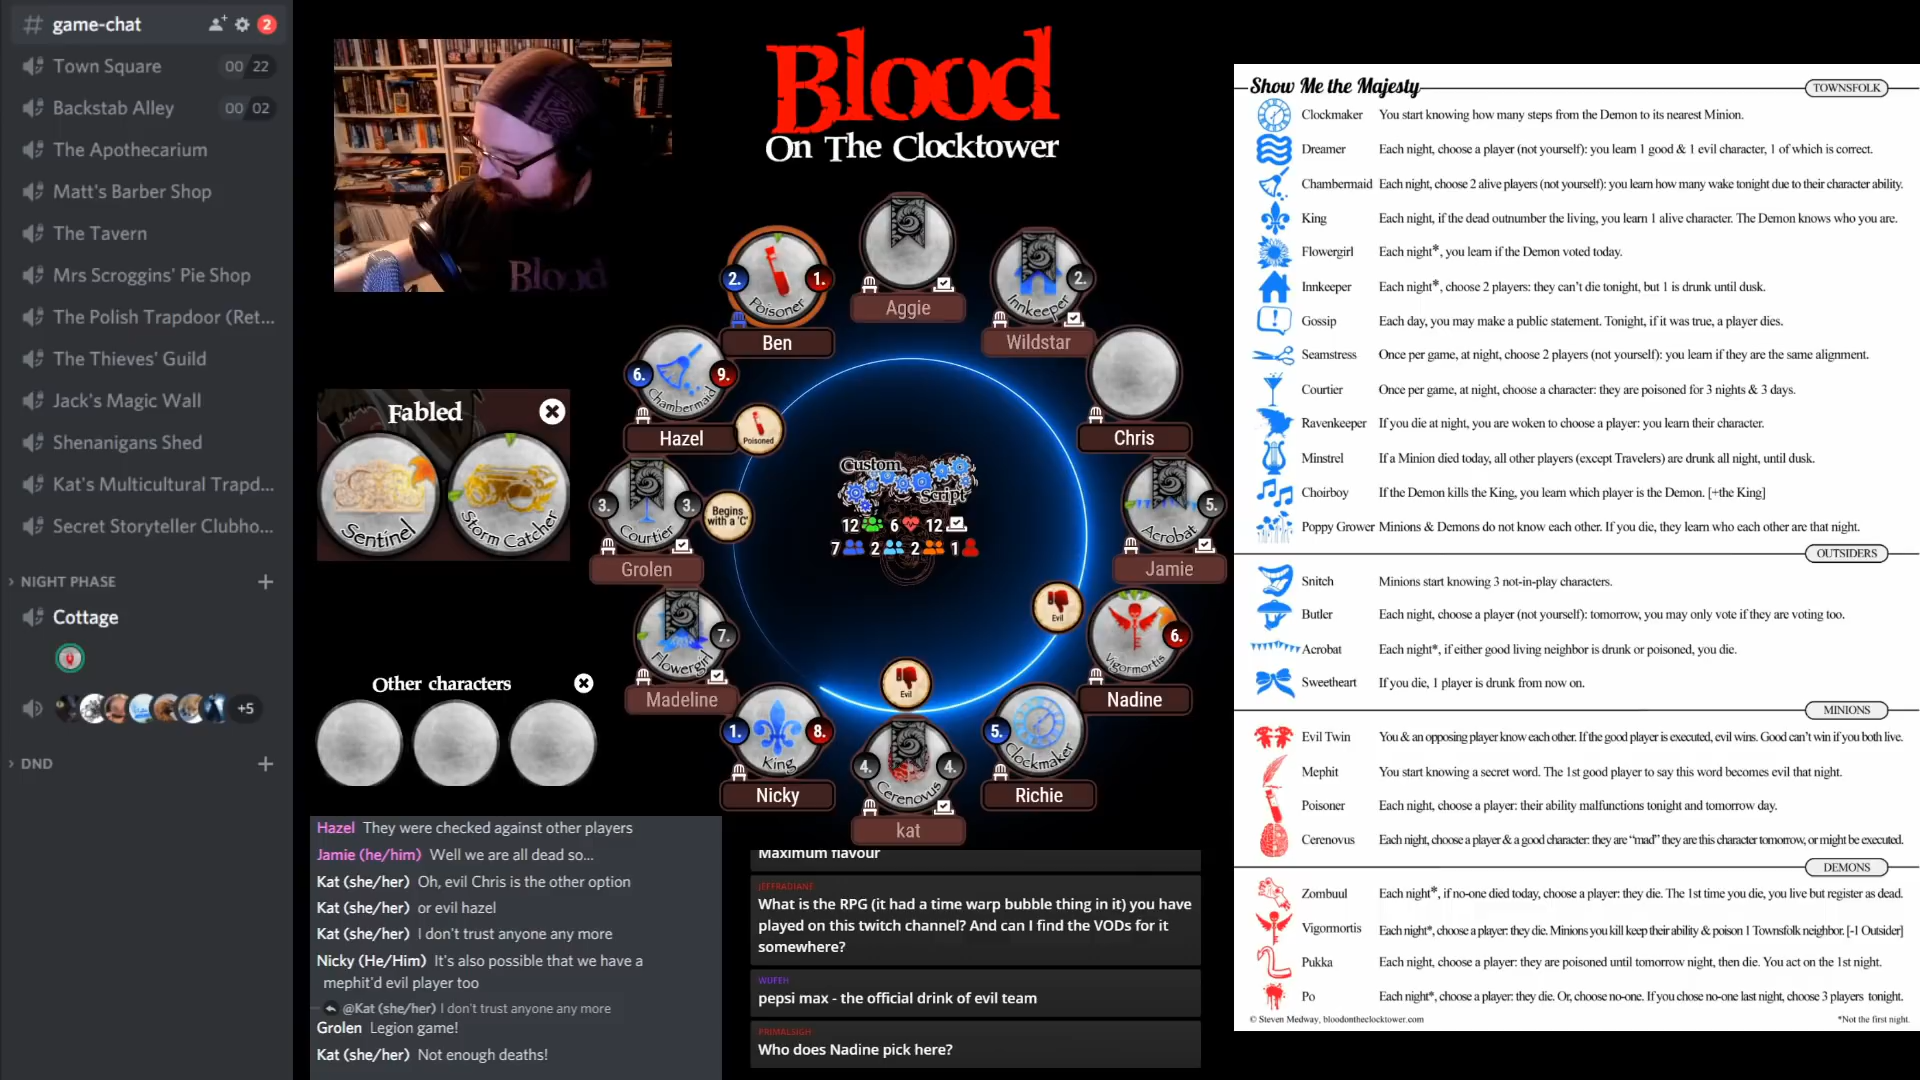 game-chat
2
Town Square
00 22
Backstab Alley
00 02
The Apothecarium
Matt's Barber Shop
The Tavern
Mrs Scroggins' Pie Shop
The Polish Trapdoor (Ret...
The Thieves' Guild
Jack's Magic Wall
Shenanigans Shed
Kat's Multicultural Trapd...
Secret Storyteller Clubho...
NIGHT PHASE
Cottage
+5
DND
Blood
Fabled
Sentinel
Storm Catcher
Other characters
Hazel They were checked against other players
Jamie (he/him) Well we are all dead so...
Kat (she/her) Oh, evil Chris is the other option
Kat (she/her) or evil hazel
Kat (she/her) I don't trust anyone any more
Nicky (He/Him) It's also possible that we have a
mephit'd evil player too
@Kat (she/her) I don't trust anyone any more
Grolen Legion game!
Kat (she/her) Not enough deaths!
Blood
On The Clocktower
Aggie
2. Poisoner 1.
Ben
Innkeeper 2.
Wildstar
6. Chambermaid 9.
Hazel
Poisoned
Chris
3. Courtier 3.
Grolen
Begins with a 'C'
Acrobat 5.
Jamie
Flowergirl 7.
Madeline
Evil
Vigormortis 6.
Nadine
1. King 8.
Nicky
Evil
4. Cerenovus 4.
kat
5. Clockmaker
Richie
Custom
Script
12 6 12
7 2 2 1
Maximum flavour
JEFFRADIANE
What is the RPG (it had a time warp bubble thing in it) you have
played on this twitch channel? And can I find the VODs for it
somewhere?
WUFEH
pepsi max - the official drink of evil team
PRIMALSIGH
Who does Nadine pick here?
Show Me the Majesty
TOWNSFOLK
Clockmaker You start knowing how many steps from the Demon to its nearest Minion.
Dreamer Each night, choose a player (not yourself): you learn 1 good & 1 evil character, 1 of which is correct.
Chambermaid Each night, choose 2 alive players (not yourself): you learn how many wake tonight due to their character ability.
King Each night, if the dead outnumber the living, you learn 1 alive character. The Demon knows who you are.
Flowergirl Each night*, you learn if the Demon voted today.
Innkeeper Each night*, choose 2 players: they can't die tonight, but 1 is drunk until dusk.
Gossip Each day, you may make a public statement. Tonight, if it was true, a player dies.
Seamstress Once per game, at night, choose 2 players (not yourself): you learn if they are the same alignment.
Courtier Once per game, at night, choose a character: they are poisoned for 3 nights & 3 days.
Ravenkeeper If you die at night, you are woken to choose a player: you learn their character.
Minstrel If a Minion died today, all other players (except Travelers) are drunk all night, until dusk.
Choirboy If the Demon kills the King, you learn which player is the Demon. [+the King]
Poppy Grower Minions & Demons do not know each other. If you die, they learn who each other are that night.
OUTSIDERS
Snitch Minions start knowing 3 not-in-play characters.
Butler Each night, choose a player (not yourself): tomorrow, you may only vote if they are voting too.
Acrobat Each night*, if either good living neighbor is drunk or poisoned, you die.
Sweetheart If you die, 1 player is drunk from now on.
MINIONS
Evil Twin You & an opposing player know each other. If the good player is executed, evil wins. Good can't win if you both live.
Mephit You start knowing a secret word. The 1st good player to say this word becomes evil that night.
Poisoner Each night, choose a player: their ability malfunctions tonight and tomorrow day.
Cerenovus Each night, choose a player & a good character: they are “mad” they are this character tomorrow, or might be executed.
DEMONS
Zombuul Each night*, if no-one died today, choose a player: they die. The 1st time you die, you live but register as dead.
Vigormortis Each night*, choose a player: they die. Minions you kill keep their ability & poison 1 Townsfolk neighbor. [-1 Outsider]
Pukka Each night, choose a player: they are poisoned until tomorrow night, then die. You act on the 1st night.
Po Each night*, choose a player: they die. Or, choose no-one. If you chose no-one last night, choose 3 players tonight.
© Steven Medway, bloodontheclocktower.com
*Not the first night.